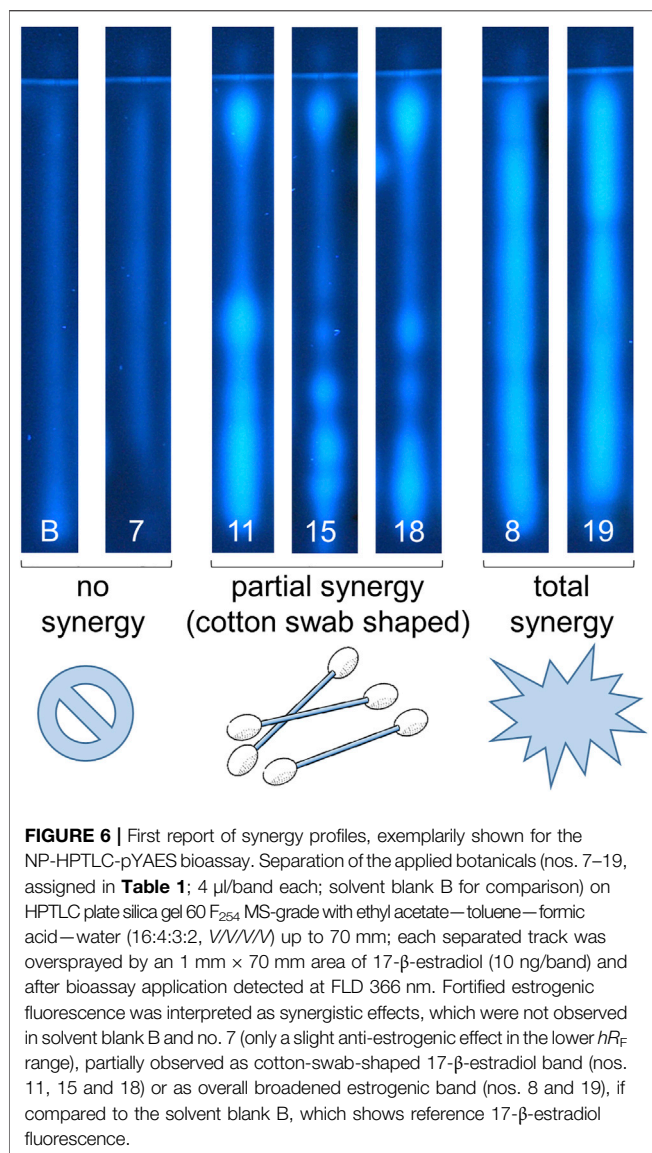 B 7 11 15 18 8 19
no synergy
partial synergy
(cotton swab shaped)
total synergy
FIGURE 6 | First report of synergy profiles, exemplarily shown for the
NP-HPTLC-pYAES bioassay. Separation of the applied botanicals (nos. 7–19,
assigned in Table 1; 4 µl/band each; solvent blank B for comparison) on
HPTLC plate silica gel 60 F254 MS-grade with ethyl acetate—toluene—formic
acid—water (16:4:3:2, V/V/V/V) up to 70 mm; each separated track was
oversprayed by an 1 mm × 70 mm area of 17-β-estradiol (10 ng/band) and
after bioassay application detected at FLD 366 nm. Fortified estrogenic
fluorescence was interpreted as synergistic effects, which were not observed
in solvent blank B and no. 7 (only a slight anti-estrogenic effect in the lower hRF
range), partially observed as cotton-swab-shaped 17-β-estradiol band (nos.
11, 15 and 18) or as overall broadened estrogenic band (nos. 8 and 19), if
compared to the solvent blank B, which shows reference 17-β-estradiol
fluorescence.